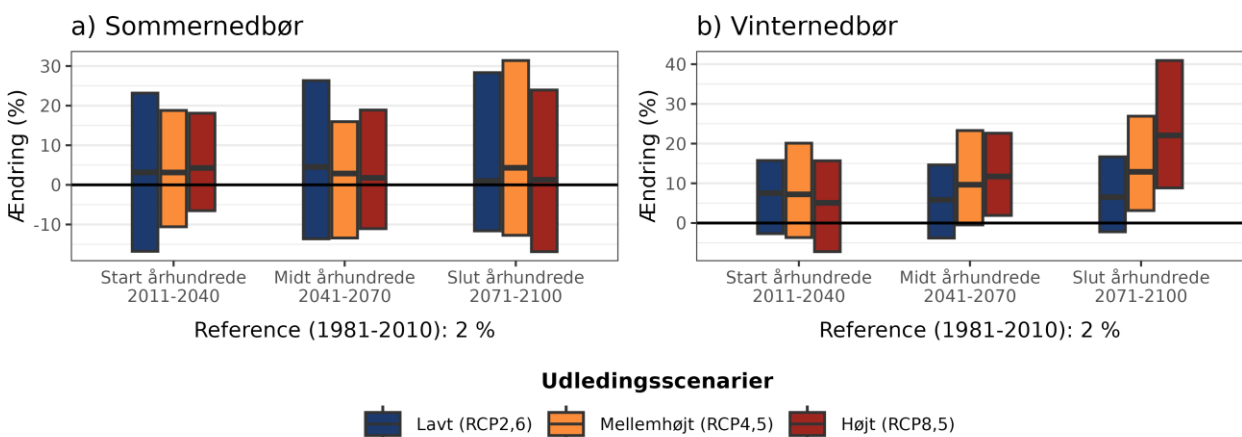 a) Sommernedbør
b) Vinternedbør
Ændring (%)
30
20
10
0
-10
Start århundrede
2011-2040
Midt århundrede
2041-2070
Slut århundrede
2071-2100
Reference (1981-2010): 2 %
Ændring (%)
40
30
20
10
0
Start århundrede
2011-2040
Midt århundrede
2041-2070
Slut århundrede
2071-2100
Reference (1981-2010): 2 %
Udledingsscenarier
Lavt (RCP2,6)
Mellemhøjt (RCP4,5)
Højt (RCP8,5)